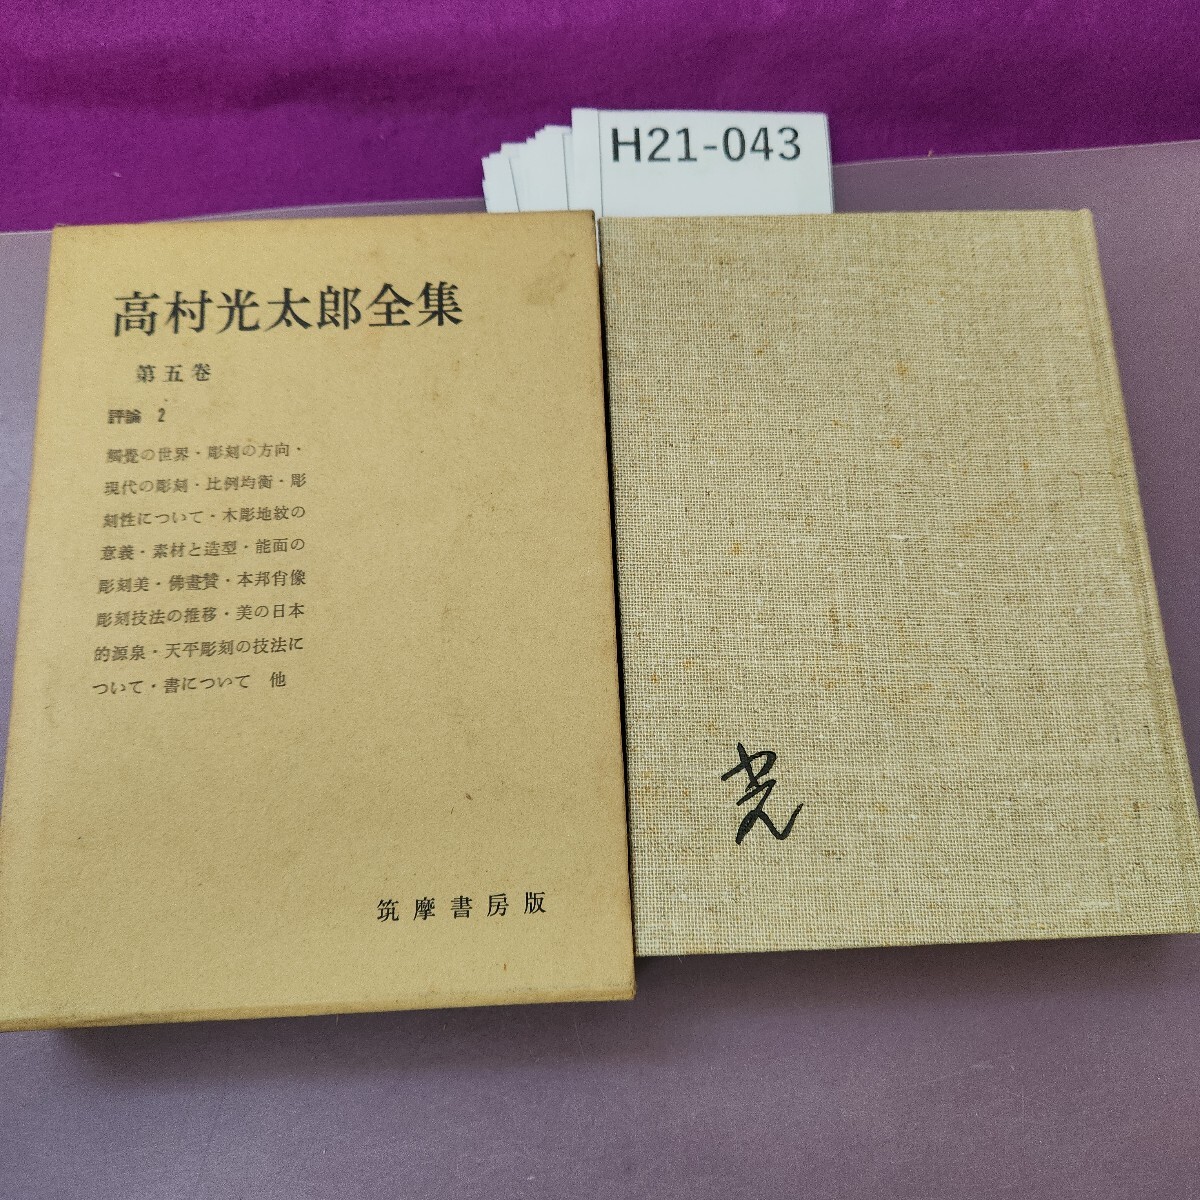 H21-043
高村光太郎全集
第五巻
評論 2
觸覺の世界・彫刻の方向・
現代の彫刻・比例均衡・彫
刻性について・木彫地紋の
意義・素材と造型・能面の
彫刻美・佛畫贊・本邦肖像
彫刻技法の推移・美の日本
的源泉・天平彫刻の技法に
ついて・書について 他
筑摩書房版
光